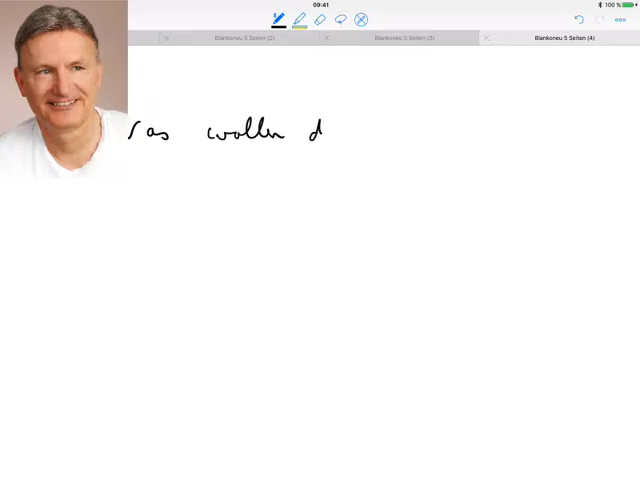 09:41
100 %
Blankoneu 5 Seiten (2)
Blankoneu 5 Seiten (3)
Blankoneu 5 Seiten (4)
as wollen d